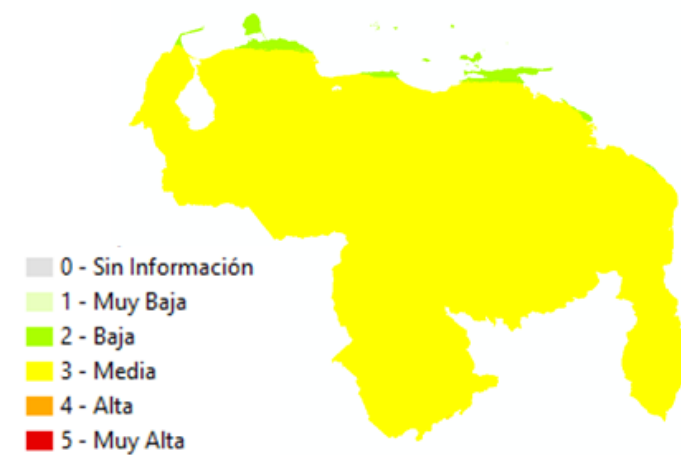 0 - Sin Información
1 - Muy Baja
2 - Baja
3 - Media
4 - Alta
5 - Muy Alta